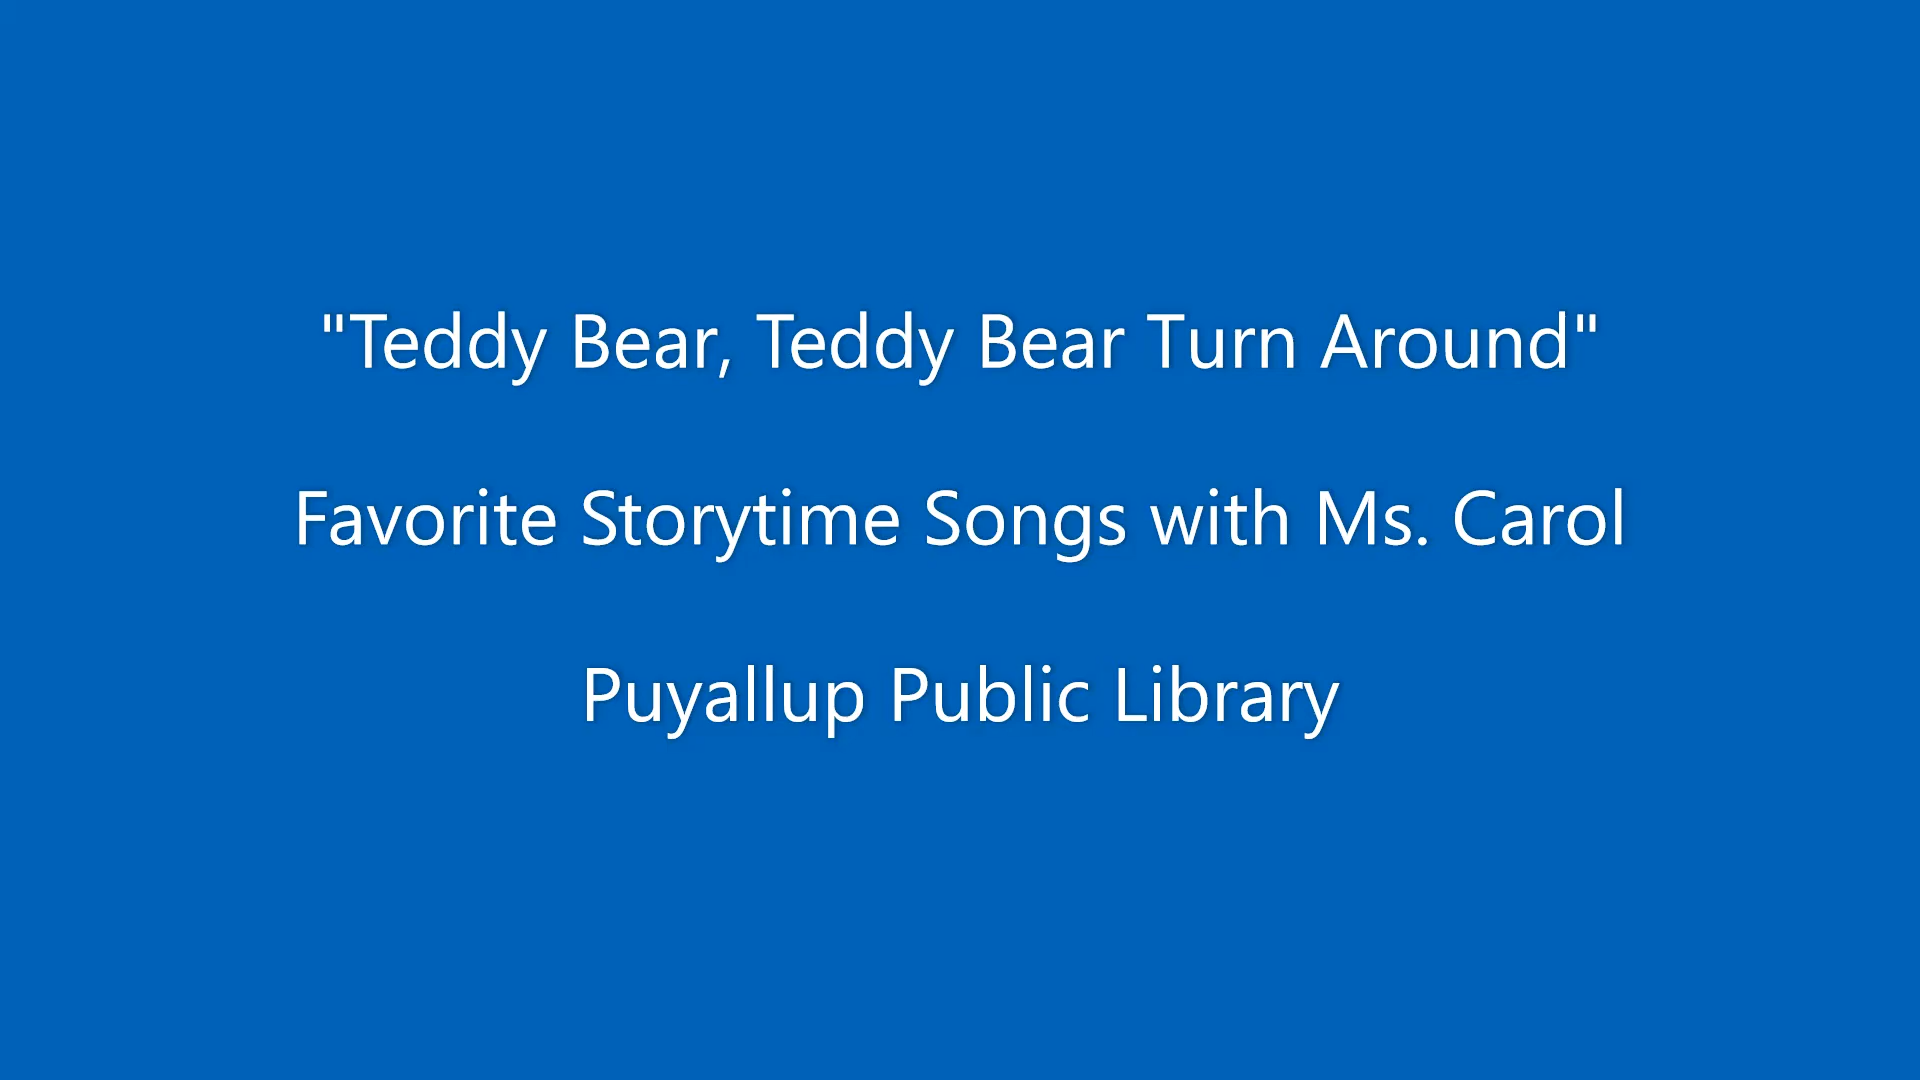 "Teddy Bear, Teddy Bear Turn Around"
Favorite Storytime Songs with Ms. Carol
Puyallup Public Library